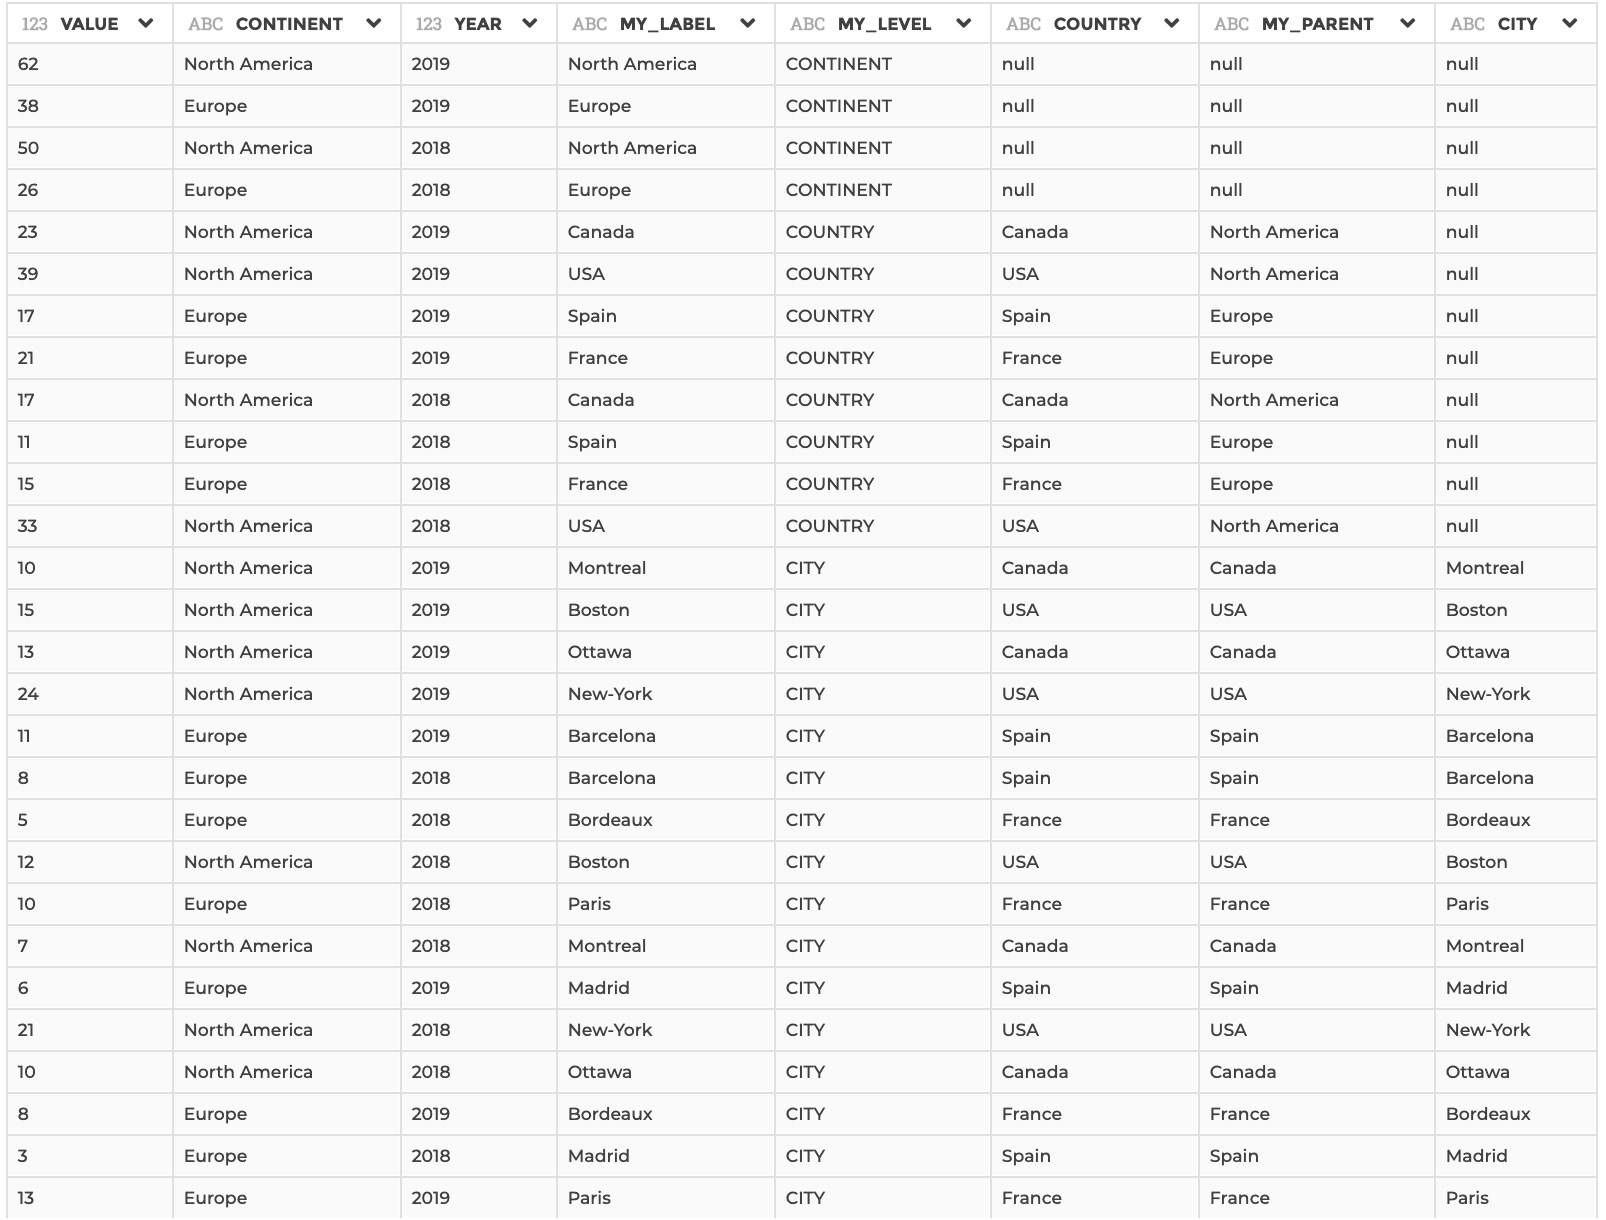 123 VALUE ABC CONTINENT 123 YEAR ABC MY_LABEL ABC MY_LEVEL ABC COUNTRY ABC MY_PARENT ABC CITY
62 North America 2019 North America CONTINENT null null null
38 Europe 2019 Europe CONTINENT null null null
50 North America 2018 North America CONTINENT null null null
26 Europe 2018 Europe CONTINENT null null null
23 North America 2019 Canada COUNTRY Canada North America null
39 North America 2019 USA COUNTRY USA North America null
17 Europe 2019 Spain COUNTRY Spain Europe null
21 Europe 2019 France COUNTRY France Europe null
17 North America 2018 Canada COUNTRY Canada North America null
11 Europe 2018 Spain COUNTRY Spain Europe null
15 Europe 2018 France COUNTRY France Europe null
33 North America 2018 USA COUNTRY USA North America null
10 North America 2019 Montreal CITY Canada Canada Montreal
15 North America 2019 Boston CITY USA USA Boston
13 North America 2019 Ottawa CITY Canada Canada Ottawa
24 North America 2019 New-York CITY USA USA New-York
11 Europe 2019 Barcelona CITY Spain Spain Barcelona
8 Europe 2018 Barcelona CITY Spain Spain Barcelona
5 Europe 2018 Bordeaux CITY France France Bordeaux
12 North America 2018 Boston CITY USA USA Boston
10 Europe 2018 Paris CITY France France Paris
7 North America 2018 Montreal CITY Canada Canada Montreal
6 Europe 2019 Madrid CITY Spain Spain Madrid
21 North America 2018 New-York CITY USA USA New-York
10 North America 2018 Ottawa CITY Canada Canada Ottawa
8 Europe 2019 Bordeaux CITY France France Bordeaux
3 Europe 2018 Madrid CITY Spain Spain Madrid
13 Europe 2019 Paris CITY France France Paris